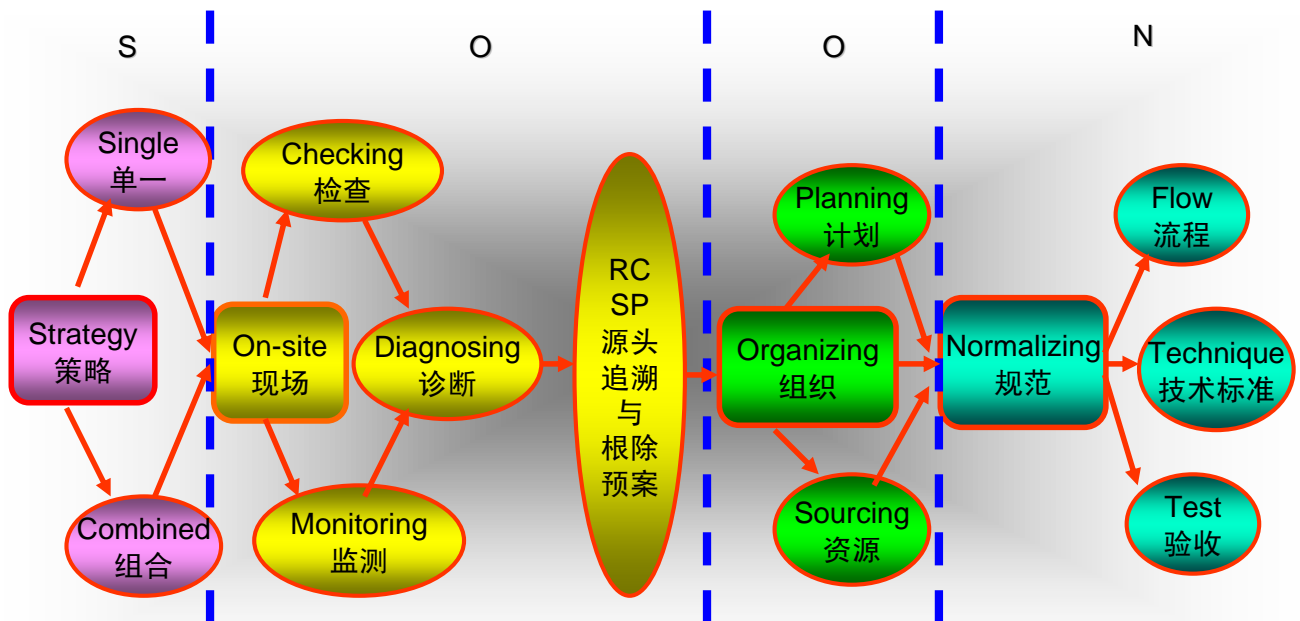 S
O
O
N
Single
单一
Strategy
策略
Combined
组合
Checking
检查
On-site
现场
Diagnosing
诊断
Monitoring
监测
RC
SP
源头
追溯
与
根除
预案
Planning
计划
Organizing
组织
Sourcing
资源
Normalizing
规范
Flow
流程
Technique
技术标准
Test
验收